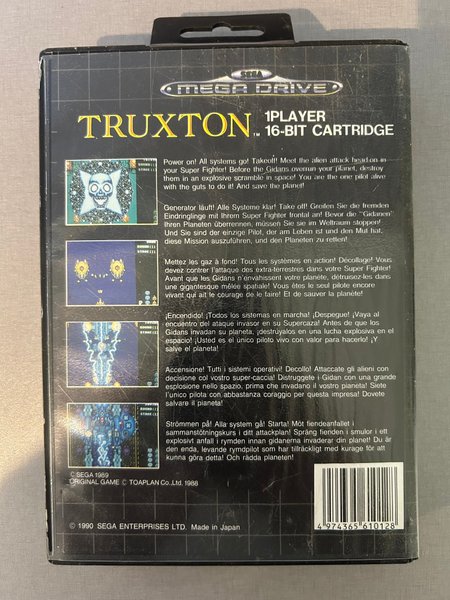 SEGA
MEGA DRIVE
TRUXTON™ 1PLAYER
16-BIT CARTRIDGE
Power on! All systems go! Takeoff! Meet the alien attack head-on in
your Super Fighter! Before the Gidans overrun your planet, destroy
them in an explosive scramble in space! You are the one pilot alive
with the guts to do it! And save the planet!
Generator läuft! Alle Systeme klar! Take off! Greifen Sie die fremden
Eindringlinge mit Ihrem Super Fighter frontal an! Bevor die "Gidanen"
Ihren Planeten überrennen, müssen Sie sie im Weltraum stoppen!
Und Sie sind der einzige Pilot, der am Leben ist und den Mut hat,
diese Mission auszuführen, und den Planeten zu retten!
Mettez les gaz à fond! Tous les systèmes en action! Décollage! Vous
devez contrer l'attaque des extra-terrestres dans votre Super Fighter!
Avant que les Gidans n'envahissent votre planète, détruisez-les dans
une gigantesque mêlée spatiale! Vous êtes le seul pilote encore
vivant qui ait le courage de le faire! Et de sauver la planète!
¡Encendido! ¡Todos los sistemas en marcha! ¡Despegue! ¡Vaya al
encuentro del ataque invasor en su Supercaza! Antes de que los
Gidans invadan su planeta, ¡destrúyalos en una lucha explosiva en el
espacio! ¡Usted es el único piloto vivo con valor para hacerlo! ¡Y
salve el planeta!
Accensione! Tutti i sistemi operativi! Decollo! Attaccate gli alieni con
decisione col vostro super-caccia! Distruggete i Gidan con una grande
esplosione nello spazio, prima che invadano il vostro pianeta! Siete
l'unico pilota con abbastanza coraggio per questa impresa! Dovete
salvare il pianeta!
Strömmen på! Alla system gå! Starta! Möt fiendeanfallet i
sammanstötningskurs i ditt attackplan! Spräng fienden i smulor i ett
explosivt anfall i rymden innan gidanerna invaderar din planet! Du är
den enda, levande rymdpilot som har tillräckligt med kurage för att
kunna göra detta! Och rädda planeten!
© SEGA 1989
ORIGINAL GAME © TOAPLAN Co.,Ltd. 1988
© 1990 SEGA ENTERPRISES LTD. Made in Japan
4 974365 610128